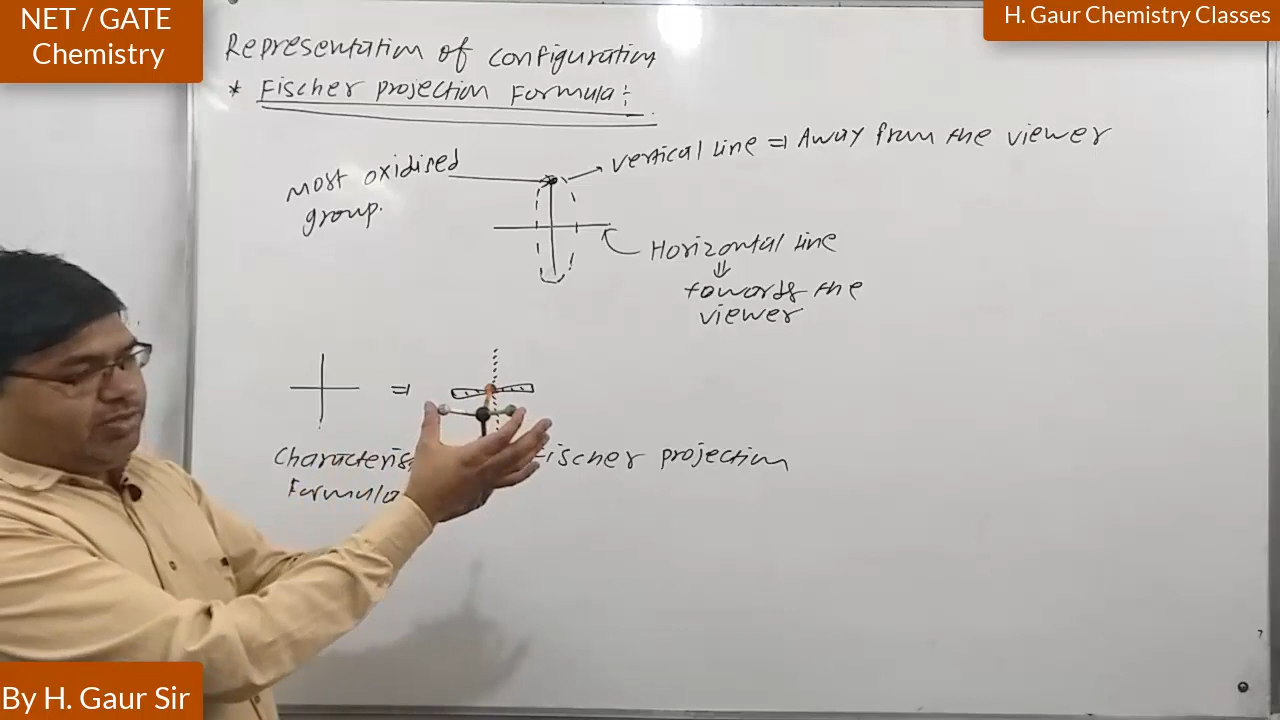 NET / GATE
Chemistry
H. Gaur Chemistry Classes
Representation of configuration
* Fischer projection Formula:
most oxidised
group.
vertical line ⇒ Away from the viewer
Horizontal line
⇓
towards the
viewer
=
Fischer projection
Formula
By H. Gaur Sir